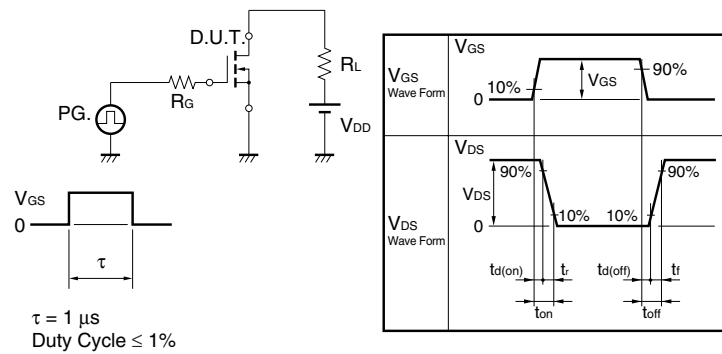 D.U.T.
RL
RG
PG.
VDD
VGS
0
τ
τ = 1 μs
Duty Cycle ≤ 1%
VGS
Wave Form
VGS
10%
VGS
90%
0
VDS
Wave Form
VDS
VDS
90%
90%
10%
10%
0
td(on)
tr
td(off)
tf
ton
toff